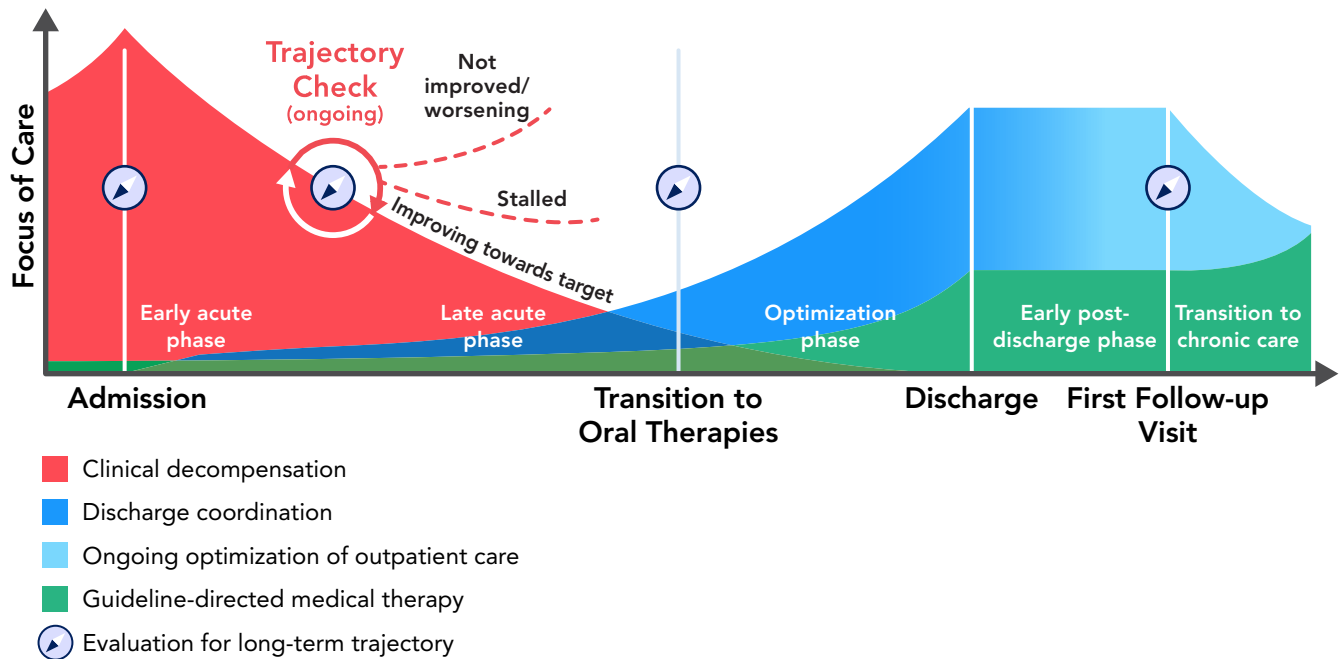 Focus of Care
Trajectory
Check
(ongoing)
Not
improved/
worsening
Stalled
Improving towards target
Early acute
phase
Late acute
phase
Optimization
phase
Early post-
discharge phase
Transition to
chronic care
Admission
Transition to
Oral Therapies
Discharge
First Follow-up
Visit
Clinical decompensation
Discharge coordination
Ongoing optimization of outpatient care
Guideline-directed medical therapy
Evaluation for long-term trajectory